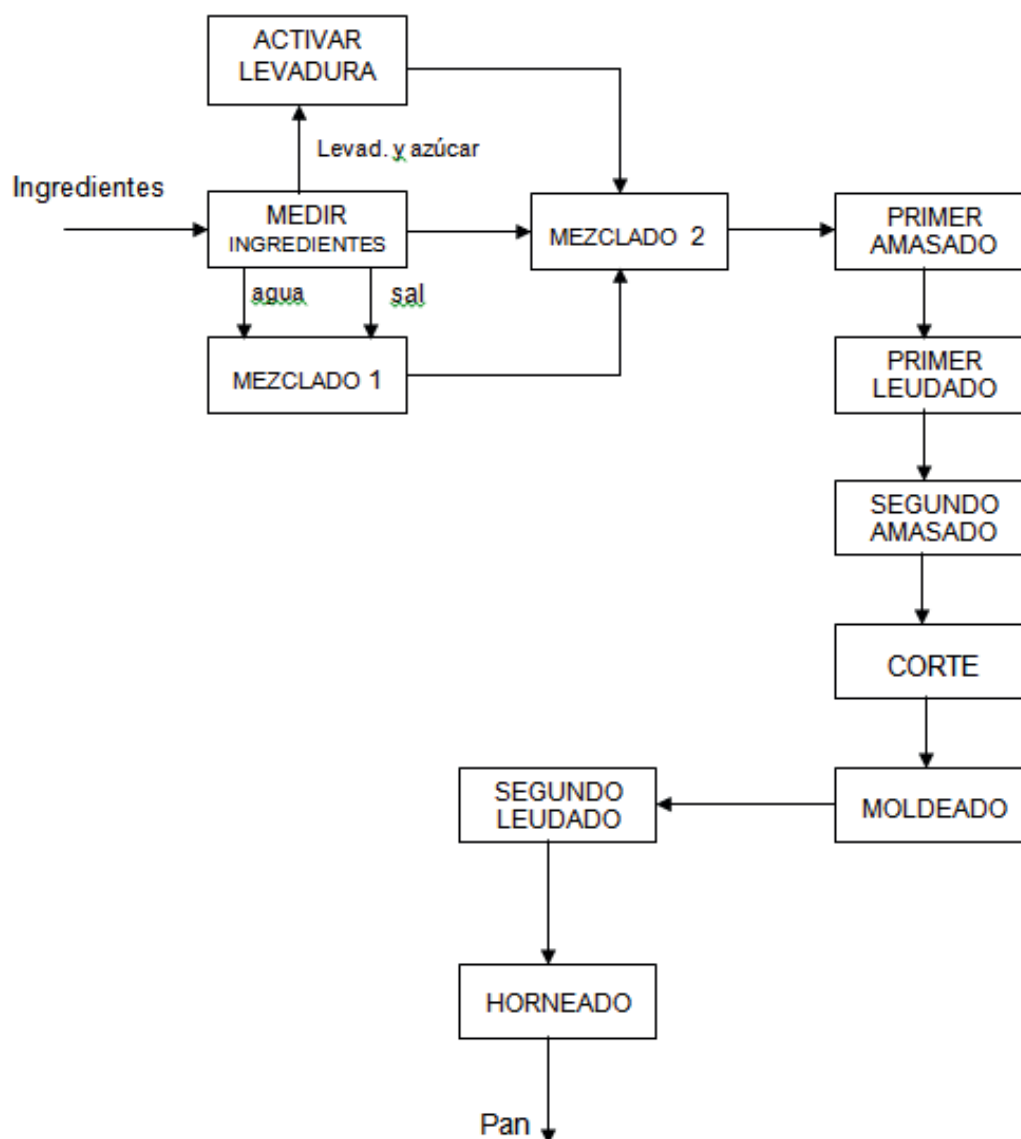 ACTIVAR
LEVADURA
Levad. y azúcar
Ingredientes
MEDIR
INGREDIENTES
MEZCLADO 2
PRIMER
AMASADO
agua
sal
MEZCLADO 1
PRIMER
LEUDADO
SEGUNDO
AMASADO
CORTE
MOLDEADO
SEGUNDO
LEUDADO
HORNEADO
Pan